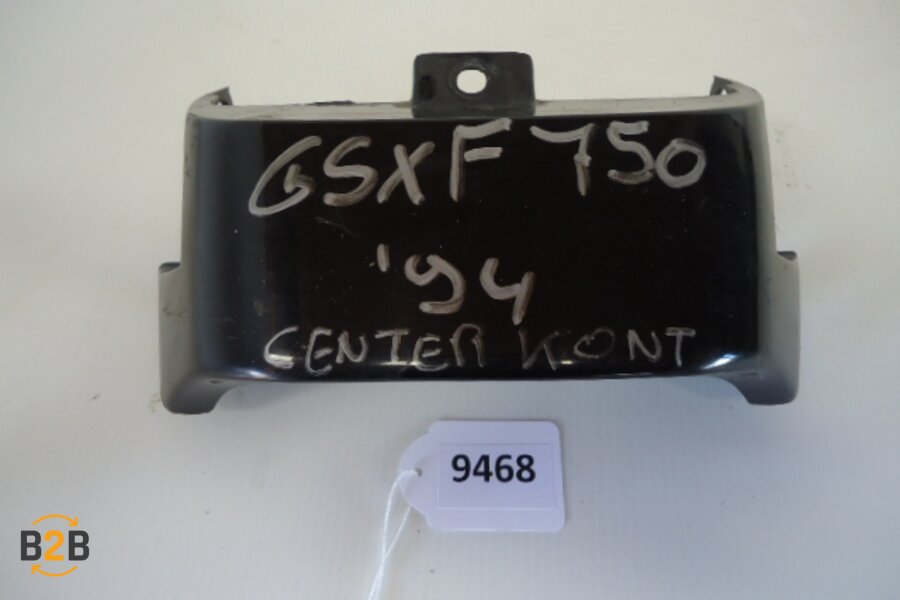 GSXF 750
'94
CENTER KONT
9468
B2B